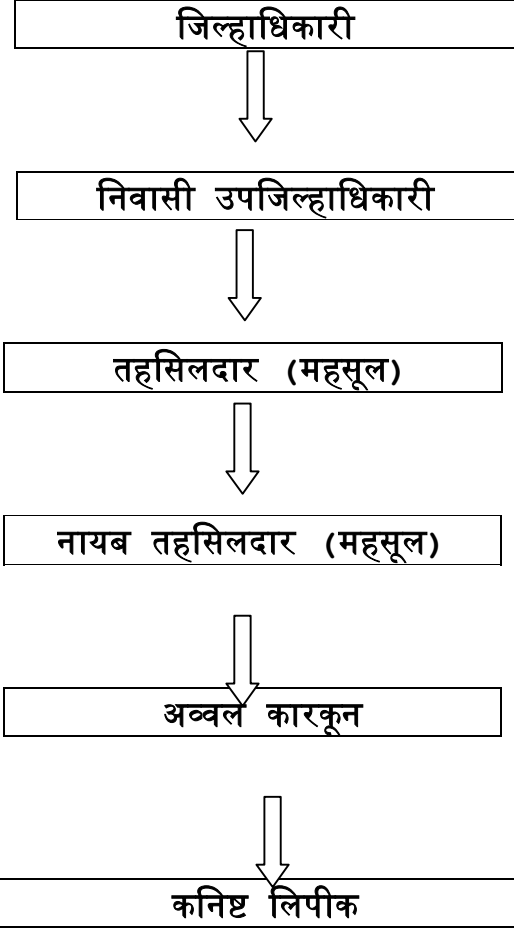 जिल्हाधिकारी
निवासी उपजिल्हाधिकारी
तहसिलदार (महसूल)
नायब तहसिलदार (महसूल)
अव्वल कारकून
कनिष्ट लिपीक